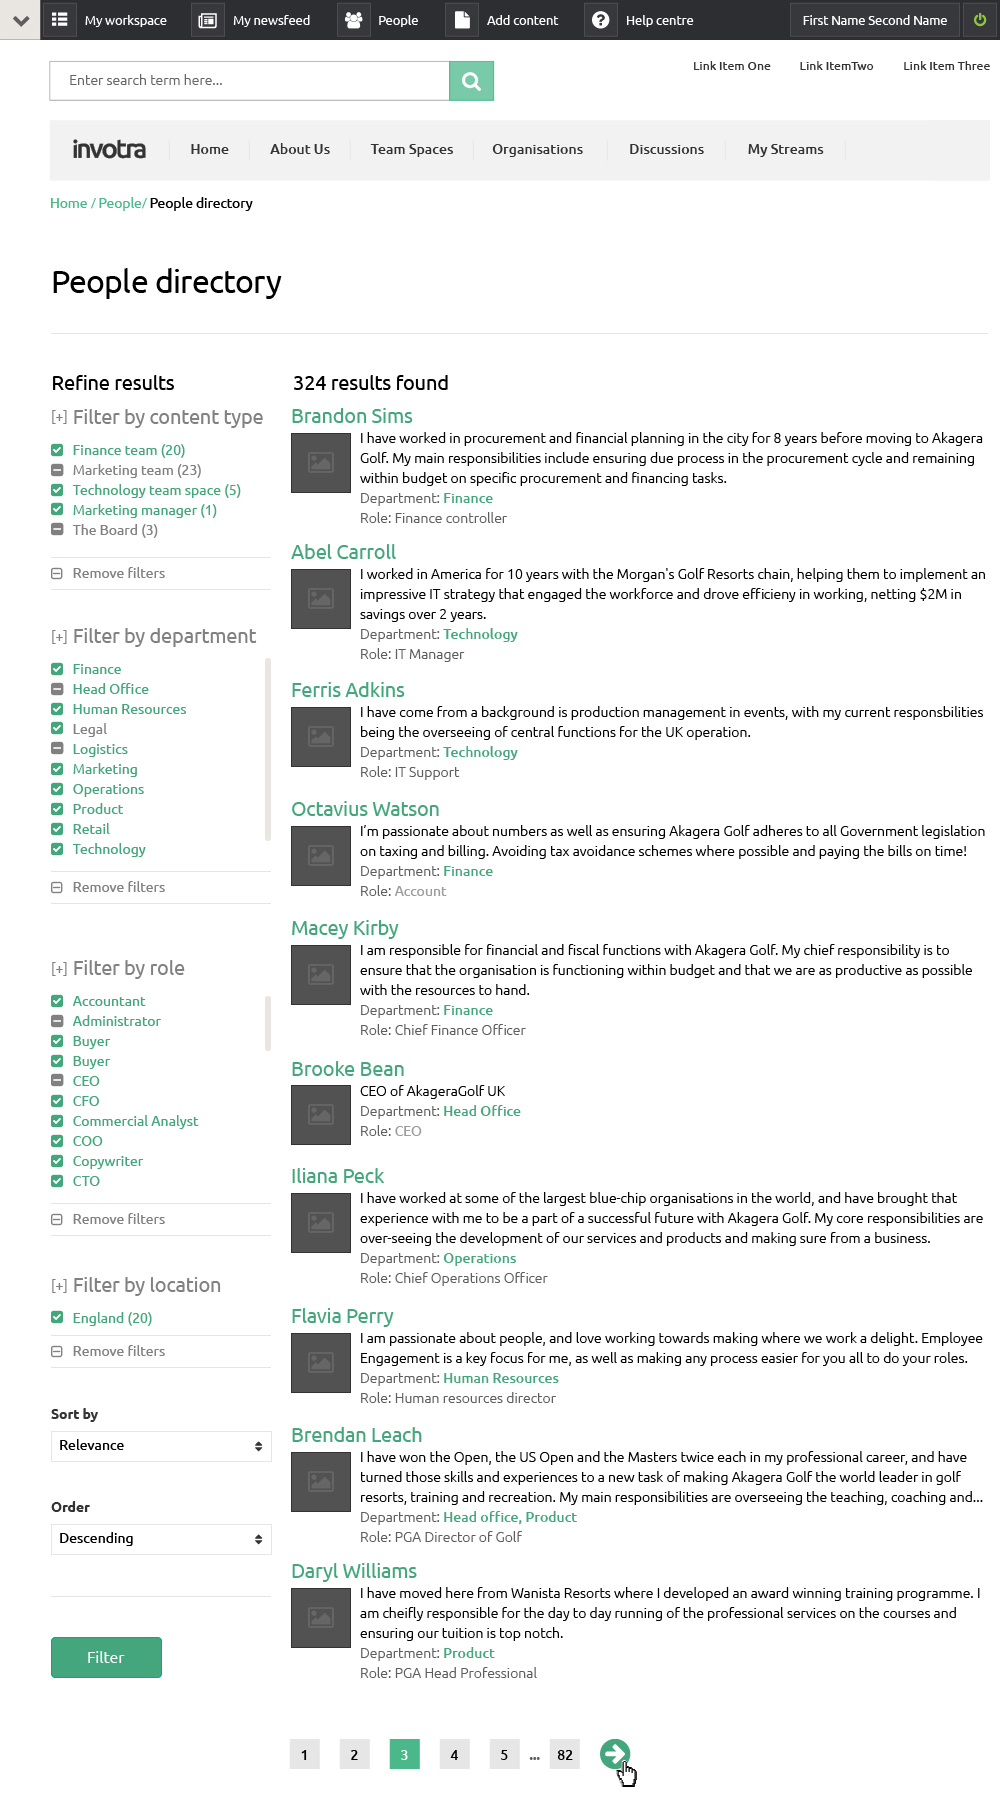 My workspace My newsfeed People Add content Help centre First Name Second Name
Enter search term here...
Link Item One Link ItemTwo Link Item Three
invotra Home About Us Team Spaces Organisations Discussions My Streams
Home / People/ People directory
People directory
Refine results
[+] Filter by content type
Finance team (20)
Marketing team (23)
Technology team space (5)
Marketing manager (1)
The Board (3)
Remove filters
[+] Filter by department
Finance
Head Office
Human Resources
Legal
Logistics
Marketing
Operations
Product
Retail
Technology
Remove filters
[+] Filter by role
Accountant
Administrator
Buyer
Buyer
CEO
CFO
Commercial Analyst
COO
Copywriter
CTO
Remove filters
[+] Filter by location
England (20)
Remove filters
Sort by
Relevance
Order
Descending
Filter
324 results found
Brandon Sims
I have worked in procurement and financial planning in the city for 8 years before moving to Akagera
Golf. My main responsibilities include ensuring due process in the procurement cycle and remaining
within budget on specific procurement and financing tasks.
Department: Finance
Role: Finance controller
Abel Carroll
I worked in America for 10 years with the Morgan's Golf Resorts chain, helping them to implement an
impressive IT strategy that engaged the workforce and drove efficieny in working, netting $2M in
savings over 2 years.
Department: Technology
Role: IT Manager
Ferris Adkins
I have come from a background is production management in events, with my current responsbilities
being the overseeing of central functions for the UK operation.
Department: Technology
Role: IT Support
Octavius Watson
I'm passionate about numbers as well as ensuring Akagera Golf adheres to all Government legislation
on taxing and billing. Avoiding tax avoidance schemes where possible and paying the bills on time!
Department: Finance
Role: Account
Macey Kirby
I am responsible for financial and fiscal functions with Akagera Golf. My chief responsibility is to
ensure that the organisation is functioning within budget and that we are as productive as possible
with the resources to hand.
Department: Finance
Role: Chief Finance Officer
Brooke Bean
CEO of AkageraGolf UK
Department: Head Office
Role: CEO
Iliana Peck
I have worked at some of the largest blue-chip organisations in the world, and have brought that
experience with me to be a part of a successful future with Akagera Golf. My core responsibilities are
over-seeing the development of our services and products and making sure from a business.
Department: Operations
Role: Chief Operations Officer
Flavia Perry
I am passionate about people, and love working towards making where we work a delight. Employee
Engagement is a key focus for me, as well as making any process easier for you all to do your roles.
Department: Human Resources
Role: Human resources director
Brendan Leach
I have won the Open, the US Open and the Masters twice each in my professional career, and have
turned those skills and experiences to a new task of making Akagera Golf the world leader in golf
resorts, training and recreation. My main responsibilities are overseeing the teaching, coaching and...
Department: Head office, Product
Role: PGA Director of Golf
Daryl Williams
I have moved here from Wanista Resorts where I developed an award winning training programme. I
am cheifly responsible for the day to day running of the professional services on the courses and
ensuring our tuition is top notch.
Department: Product
Role: PGA Head Professional
1 2 3 4 5 ... 82